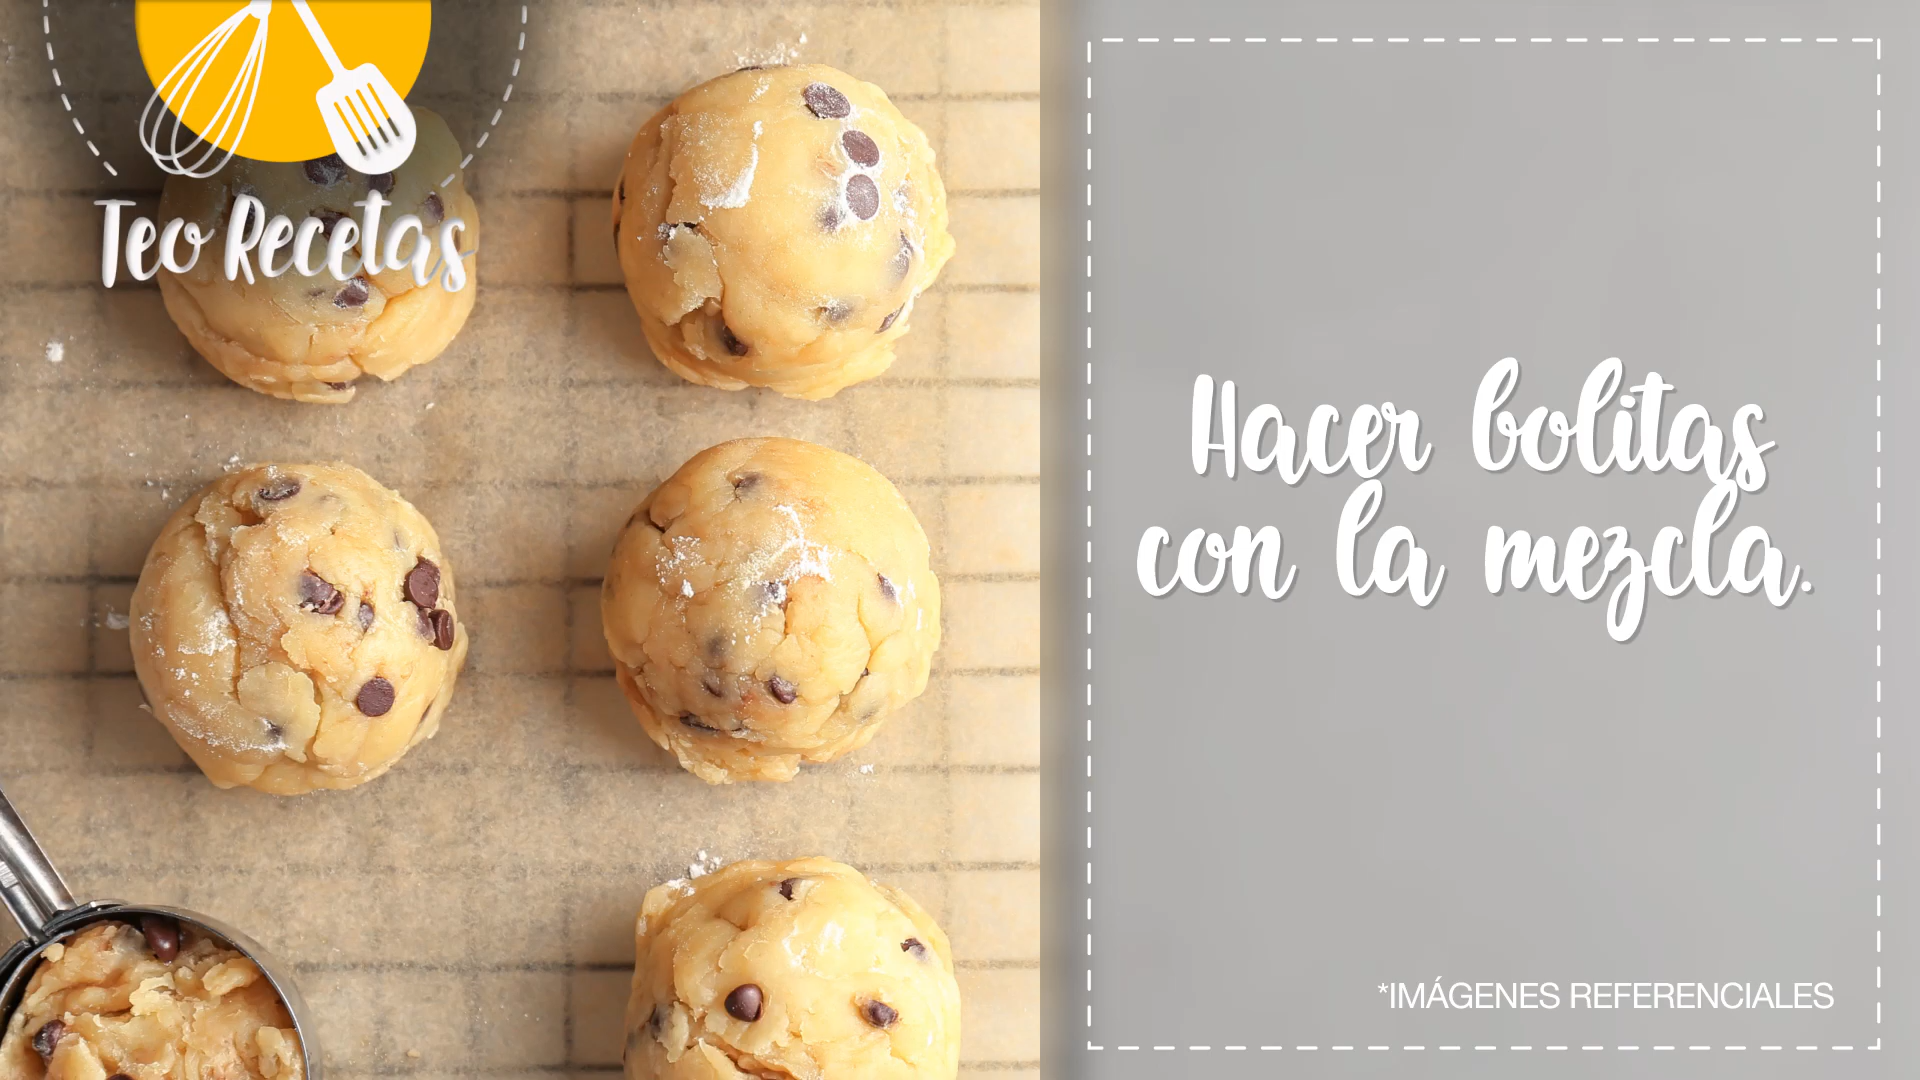 Teo Recetas
Hacer bolitas
con la mezcla.
*IMÁGENES REFERENCIALES